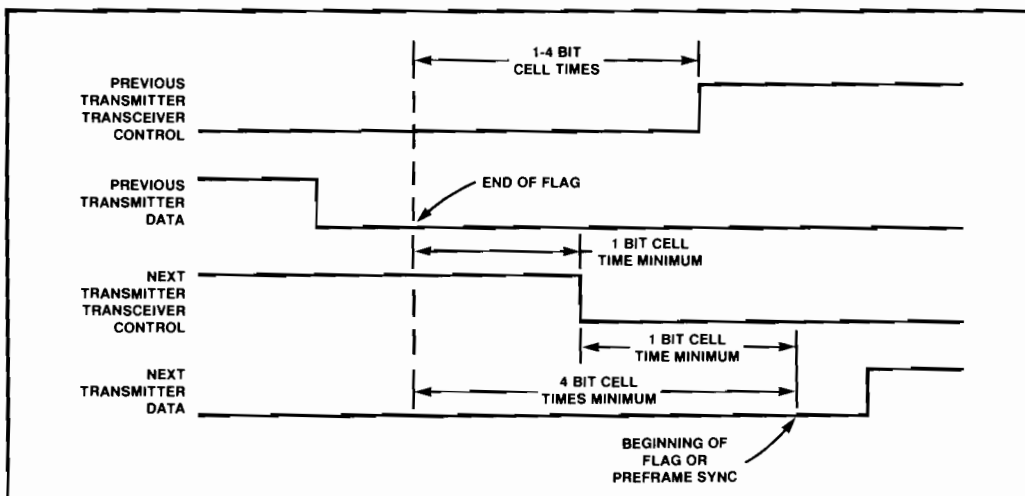 1-4 BIT
CELL TIMES
PREVIOUS
TRANSMITTER
TRANSCEIVER
CONTROL
PREVIOUS
TRANSMITTER
DATA
END OF FLAG
1 BIT CELL
TIME MINIMUM
NEXT
TRANSMITTER
TRANSCEIVER
CONTROL
1 BIT CELL
TIME MINIMUM
NEXT
TRANSMITTER
DATA
4 BIT CELL
TIMES MINIMUM
BEGINNING OF
FLAG OR
PREFRAME SYNC